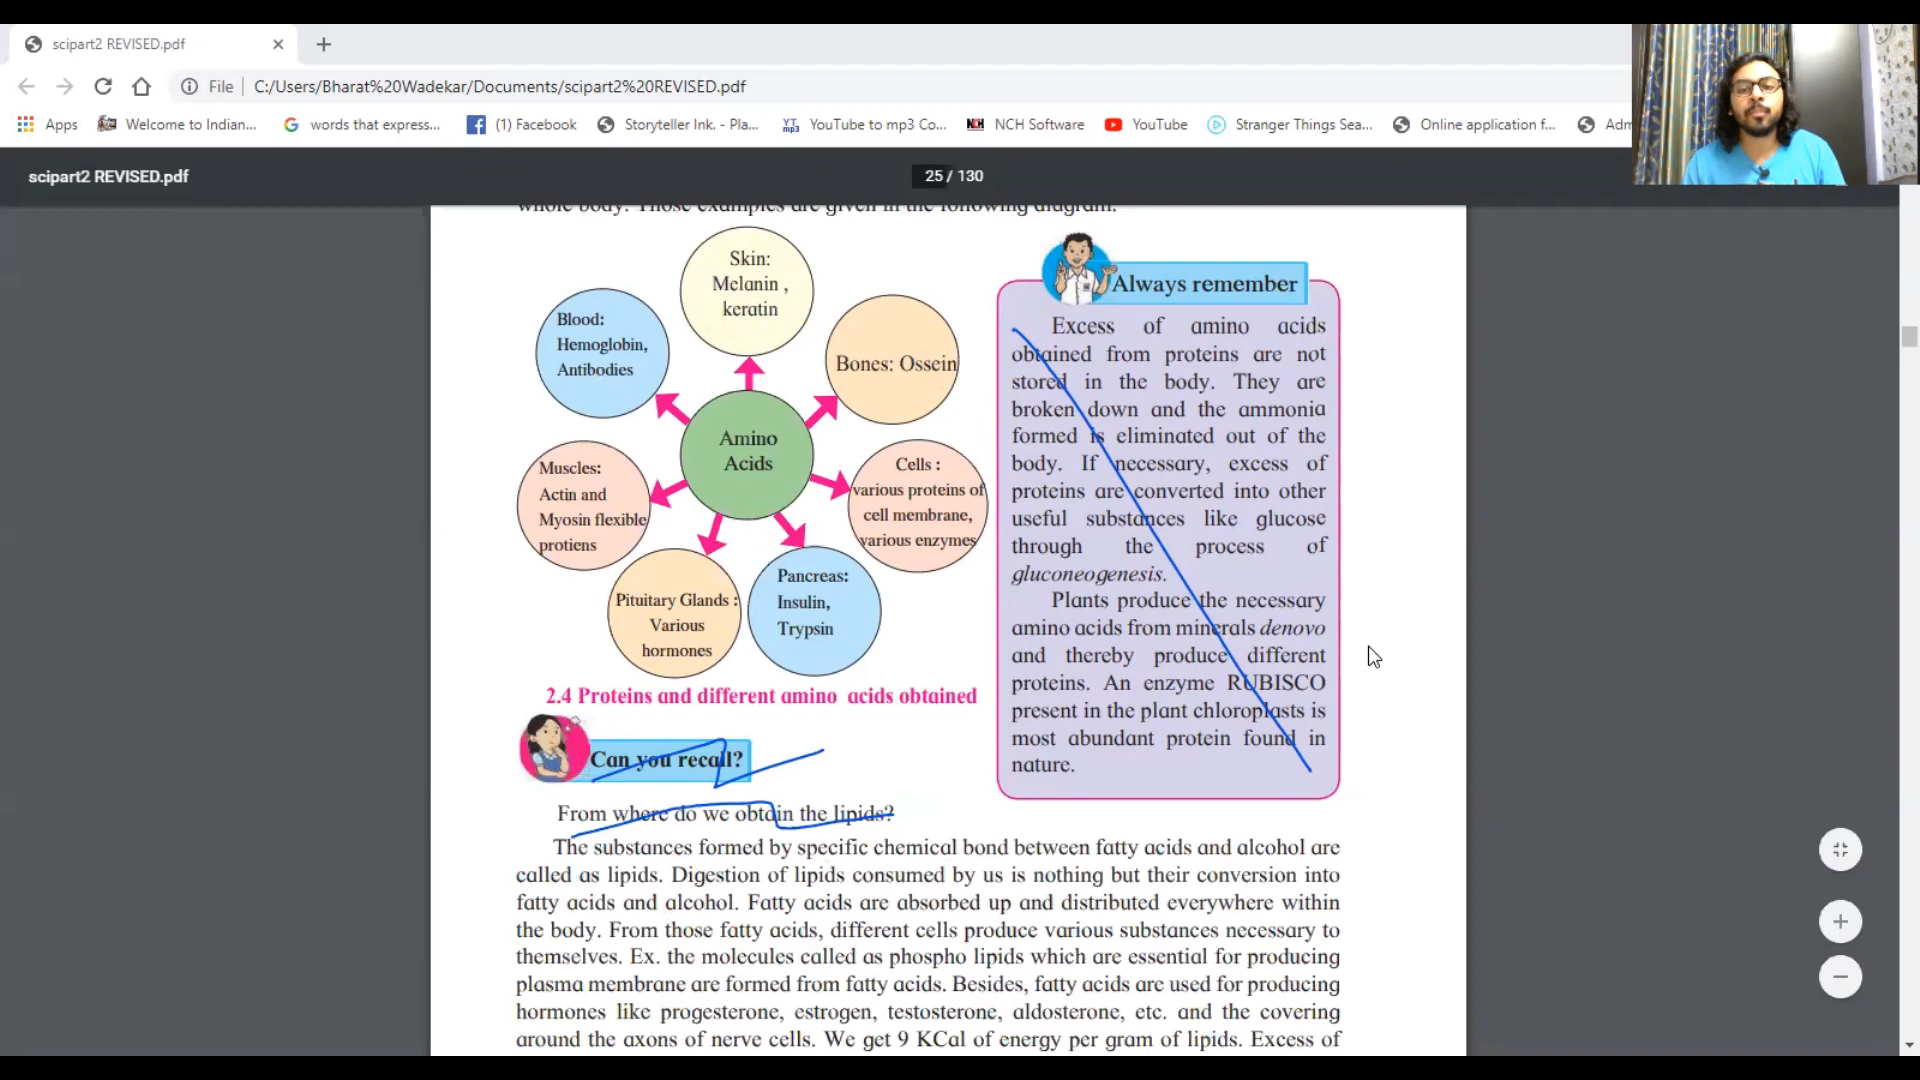 scipart2 REVISED.pdf
File
C:/Users/Bharat%20Wadekar/Documents/scipart2%20REVISED.pdf
Apps
Welcome to Indian...
words that express...
(1) Facebook
Storyteller Ink. - Pla...
YouTube to mp3 Co...
NCH Software
YouTube
Stranger Things Sea...
Online application f...
Adm
scipart2 REVISED.pdf
25 / 130
whole body. Those examples are given in the following diagram.
Skin:
Melanin ,
keratin
Blood:
Hemoglobin,
Antibodies
Bones: Ossein
Amino
Acids
Muscles:
Actin and
Myosin flexible
protiens
Cells :
various proteins of
cell membrane,
various enzymes
Pituitary Glands :
Various
hormones
Pancreas:
Insulin,
Trypsin
2.4 Proteins and different amino acids obtained
Always remember
Excess of amino acids
obtained from proteins are not
stored in the body. They are
broken down and the ammonia
formed is eliminated out of the
body. If necessary, excess of
proteins are converted into other
useful substances like glucose
through the process of
gluconeogenesis.
Plants produce the necessary
amino acids from minerals denovo
and thereby produce different
proteins. An enzyme RUBISCO
present in the plant chloroplasts is
most abundant protein found in
nature.
Can you recall?
From where do we obtain the lipids?
The substances formed by specific chemical bond between fatty acids and alcohol are
called as lipids. Digestion of lipids consumed by us is nothing but their conversion into
fatty acids and alcohol. Fatty acids are absorbed up and distributed everywhere within
the body. From those fatty acids, different cells produce various substances necessary to
themselves. Ex. the molecules called as phospho lipids which are essential for producing
plasma membrane are formed from fatty acids. Besides, fatty acids are used for producing
hormones like progesterone, estrogen, testosterone, aldosterone, etc. and the covering
around the axons of nerve cells. We get 9 KCal of energy per gram of lipids. Excess of